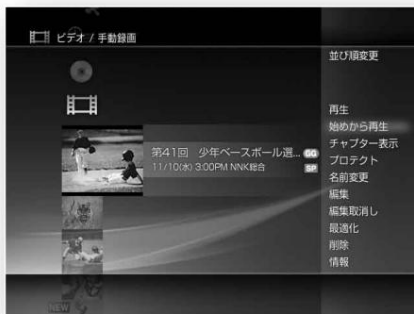 ビデオ / 手動録画
並び順変更
再生
始めから再生
チャプター表示
プロテクト
名前変更
編集
編集取消し
最適化
削除
情報
第41回 少年ベースボール選... GG
11/10(水) 3:00PM NNK総合 SP
NEW